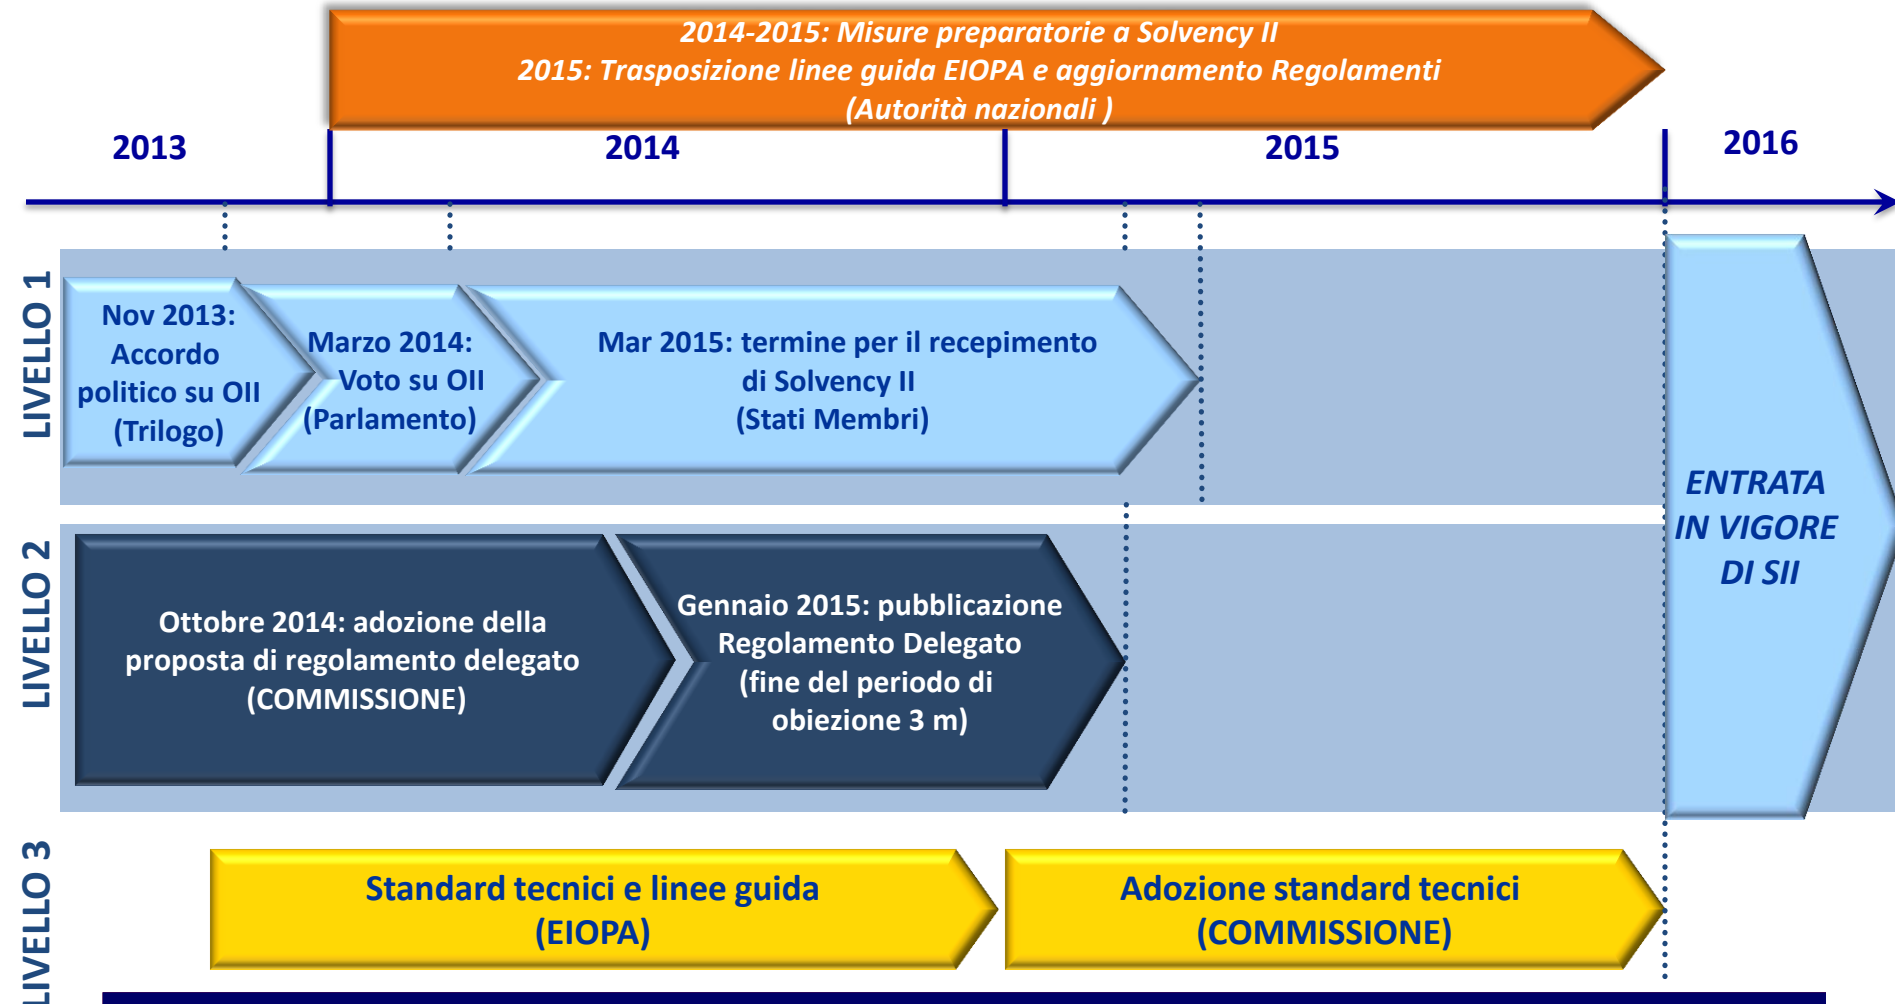 2014-2015: Misure preparatorie a Solvency II
2015: Trasposizione linee guida EIOPA e aggiornamento Regolamenti
(Autorità nazionali )
2013
2014
2015
2016
LIVELLO 1
Nov 2013:
Accordo
politico su OII
(Trilogo)
Marzo 2014:
Voto su OII
(Parlamento)
Mar 2015: termine per il recepimento
di Solvency II
(Stati Membri)
ENTRATA
IN VIGORE
DI SII
LIVELLO 2
Ottobre 2014: adozione della
proposta di regolamento delegato
(COMMISSIONE)
Gennaio 2015: pubblicazione
Regolamento Delegato
(fine del periodo di
obiezione 3 m)
LIVELLO 3
Standard tecnici e linee guida
(EIOPA)
Adozione standard tecnici
(COMMISSIONE)